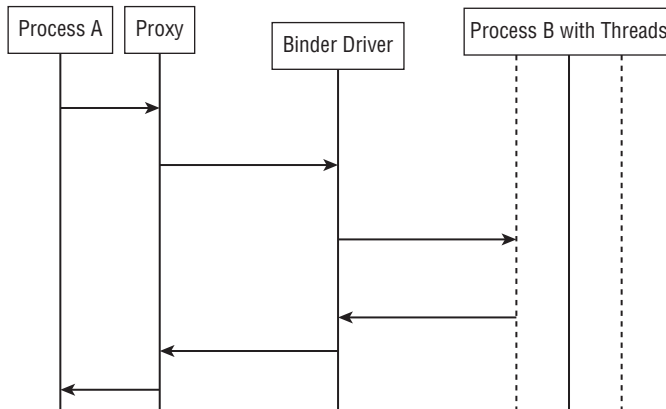 Process A
Proxy
Binder Driver
Process B with Threads